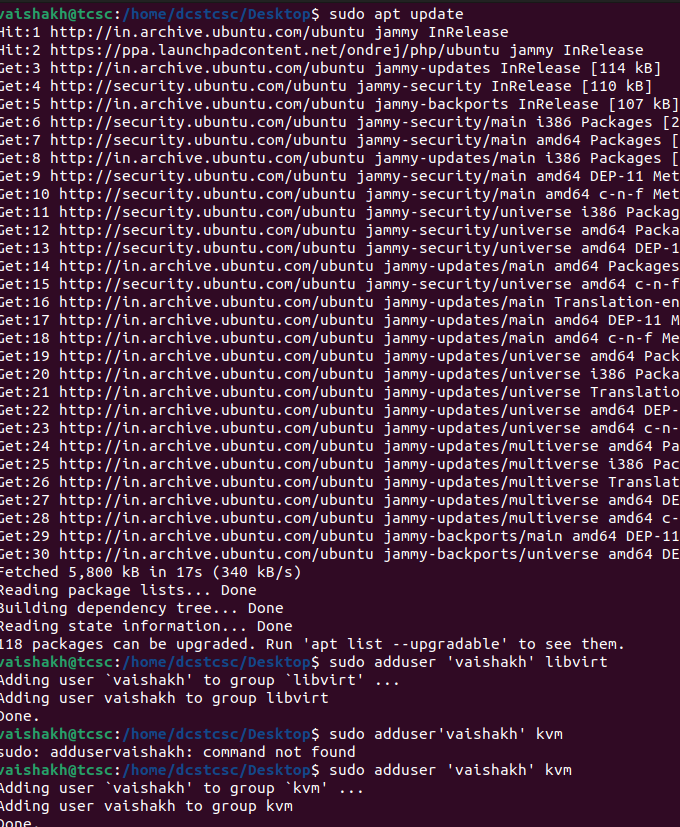 vaishakh@tcsc:/home/dcstcsc/Desktop$ sudo apt update
Hit:1 http://in.archive.ubuntu.com/ubuntu jammy InRelease
Hit:2 https://ppa.launchpadcontent.net/ondrej/php/ubuntu jammy InRelease
Get:3 http://in.archive.ubuntu.com/ubuntu jammy-updates InRelease [114 kB]
Get:4 http://security.ubuntu.com/ubuntu jammy-security InRelease [110 kB]
Get:5 http://in.archive.ubuntu.com/ubuntu jammy-backports InRelease [107 kB]
Get:6 http://security.ubuntu.com/ubuntu jammy-security/main i386 Packages [2
Get:7 http://security.ubuntu.com/ubuntu jammy-security/main amd64 Packages [
Get:8 http://in.archive.ubuntu.com/ubuntu jammy-updates/main i386 Packages [
Get:9 http://security.ubuntu.com/ubuntu jammy-security/main amd64 DEP-11 Met
Get:10 http://security.ubuntu.com/ubuntu jammy-security/main amd64 c-n-f Met
Get:11 http://security.ubuntu.com/ubuntu jammy-security/universe i386 Packag
Get:12 http://security.ubuntu.com/ubuntu jammy-security/universe amd64 Packa
Get:13 http://security.ubuntu.com/ubuntu jammy-security/universe amd64 DEP-1
Get:14 http://in.archive.ubuntu.com/ubuntu jammy-updates/main amd64 Packages
Get:15 http://security.ubuntu.com/ubuntu jammy-security/universe amd64 c-n-f
Get:16 http://in.archive.ubuntu.com/ubuntu jammy-updates/main Translation-en
Get:17 http://in.archive.ubuntu.com/ubuntu jammy-updates/main amd64 DEP-11 M
Get:18 http://in.archive.ubuntu.com/ubuntu jammy-updates/main amd64 c-n-f Me
Get:19 http://in.archive.ubuntu.com/ubuntu jammy-updates/universe amd64 Pack
Get:20 http://in.archive.ubuntu.com/ubuntu jammy-updates/universe i386 Pack
Get:21 http://in.archive.ubuntu.com/ubuntu jammy-updates/universe Translatio
Get:22 http://in.archive.ubuntu.com/ubuntu jammy-updates/universe amd64 DEP-
Get:23 http://in.archive.ubuntu.com/ubuntu jammy-updates/universe amd64 c-n-
Get:24 http://in.archive.ubuntu.com/ubuntu jammy-updates/multiverse amd64 Pa
Get:25 http://in.archive.ubuntu.com/ubuntu jammy-updates/multiverse i386 Pac
Get:26 http://in.archive.ubuntu.com/ubuntu jammy-updates/multiverse Translat
Get:27 http://in.archive.ubuntu.com/ubuntu jammy-updates/multiverse amd64 DE
Get:28 http://in.archive.ubuntu.com/ubuntu jammy-updates/multiverse amd64 c-
Get:29 http://in.archive.ubuntu.com/ubuntu jammy-backports/main amd64 DEP-11
Get:30 http://in.archive.ubuntu.com/ubuntu jammy-backports/universe amd64 DE
Fetched 5,800 kB in 17s (340 kB/s)
Reading package lists... Done
Building dependency tree... Done
Reading state information... Done
118 packages can be upgraded. Run 'apt list --upgradable' to see them.
vaishakh@tcsc:/home/dcstcsc/Desktop$ sudo adduser 'vaishakh' libvirt
Adding user `vaishakh' to group `libvirt' ...
Adding user vaishakh to group libvirt
Done.
vaishakh@tcsc:/home/dcstcsc/Desktop$ sudo adduser'vaishakh' kvm
sudo: adduservaishakh: command not found
vaishakh@tcsc:/home/dcstcsc/Desktop$ sudo adduser 'vaishakh' kvm
Adding user `vaishakh' to group `kvm' ...
Adding user vaishakh to group kvm
Done.